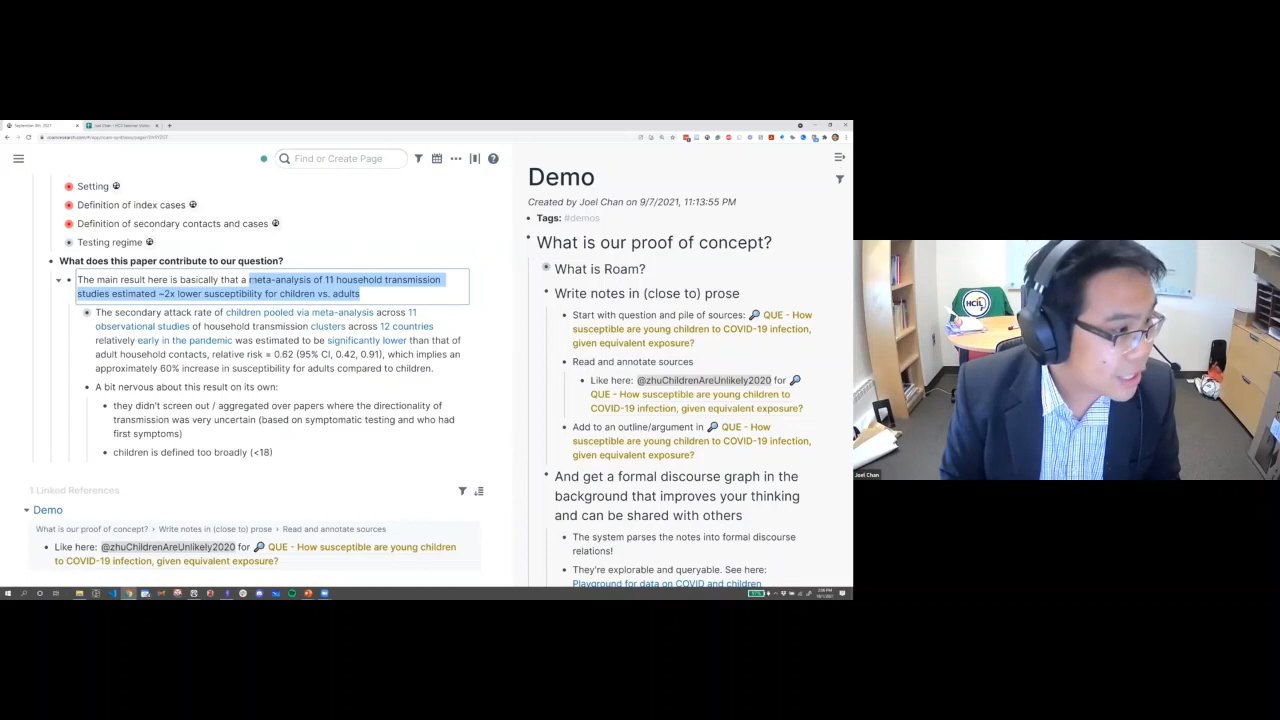 September 8th, 2021
Find or Create Page
Setting
Definition of index cases
Definition of secondary contacts and cases
Testing regime
What does this paper contribute to our question?
The main result here is basically that a meta-analysis of 11 household transmission
studies estimated ~2x lower susceptibility for children vs. adults
The secondary attack rate of children pooled via meta-analysis across 11
observational studies of household transmission clusters across 12 countries
relatively early in the pandemic was estimated to be significantly lower than that of
adult household contacts, relative risk = 0.62 (95% CI, 0.42, 0.91), which implies an
approximately 60% increase in susceptibility for adults compared to children.
A bit nervous about this result on its own:
they didn't screen out / aggregated over papers where the directionality of
transmission was very uncertain (based on symptomatic testing and who had
first symptoms)
children is defined too broadly (<18)
1 Linked References
Demo
What is our proof of concept? › Write notes in (close to) prose › Read and annotate sources
Like here: @zhuChildrenAreUnlikely2020 for QUE - How susceptible are young children
to COVID-19 infection, given equivalent exposure?
Demo
Created by Joel Chan on 9/7/2021, 11:13:55 PM
Tags: #demos
What is our proof of concept?
What is Roam?
Write notes in (close to) prose
Start with question and pile of sources: QUE - How
susceptible are young children to COVID-19 infection,
given equivalent exposure?
Read and annotate sources
Like here: @zhuChildrenAreUnlikely2020 for
QUE - How susceptible are young children to
COVID-19 infection, given equivalent exposure?
Add to an outline/argument in QUE - How
susceptible are young children to COVID-19 infection,
given equivalent exposure?
And get a formal discourse graph in the
background that improves your thinking
and can be shared with others
The system parses the notes into formal discourse
relations!
They're explorable and queryable. See here:
Playground for data on COVID and children
HCIL
Joel Chan